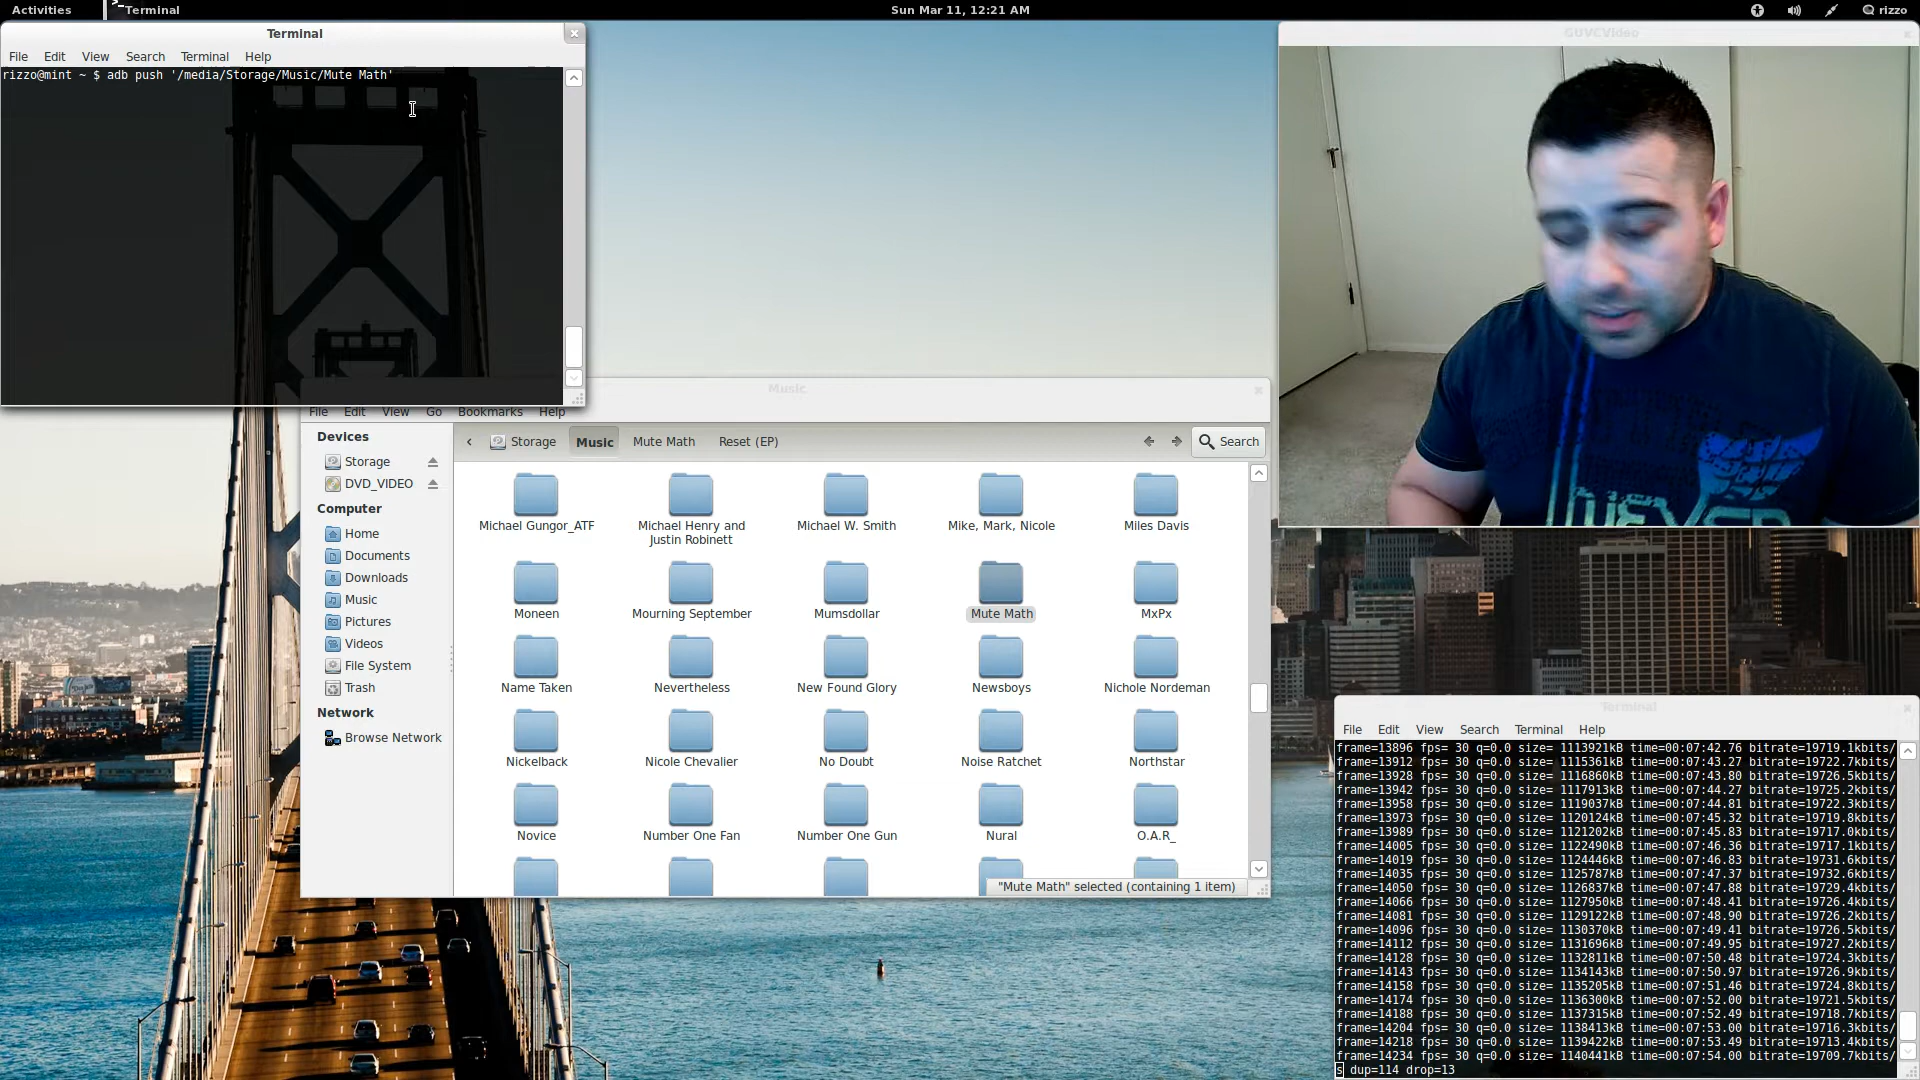 Activities
Terminal
Sun Mar 11, 12:21 AM
rizzo
Terminal
File Edit View Search Terminal Help
rizzo@mint ~ $ adb push '/media/Storage/Music/Mute Math'
GUVCVideo
Music
File Edit View Go Bookmarks Help
Devices
Storage
DVD_VIDEO
Computer
Home
Documents
Downloads
Music
Pictures
Videos
File System
Trash
Network
Browse Network
Storage Music Mute Math Reset (EP)
Search
Michael Gungor_ATF
Michael Henry and
Justin Robinett
Michael W. Smith
Mike, Mark, Nicole
Miles Davis
Moneen
Mourning September
Mumsdollar
Mute Math
MxPx
Name Taken
Nevertheless
New Found Glory
Newsboys
Nichole Nordeman
Nickelback
Nicole Chevalier
No Doubt
Noise Ratchet
Northstar
Novice
Number One Fan
Number One Gun
Nural
O.A.R_
"Mute Math" selected (containing 1 item)
Terminal
File Edit View Search Terminal Help
frame=13896 fps= 30 q=0.0 size= 1113921kB time=00:07:42.76 bitrate=19719.1kbits/
frame=13912 fps= 30 q=0.0 size= 1115361kB time=00:07:43.27 bitrate=19722.7kbits/
frame=13928 fps= 30 q=0.0 size= 1116860kB time=00:07:43.80 bitrate=19726.5kbits/
frame=13942 fps= 30 q=0.0 size= 1117913kB time=00:07:44.27 bitrate=19725.2kbits/
frame=13958 fps= 30 q=0.0 size= 1119037kB time=00:07:44.81 bitrate=19722.3kbits/
frame=13973 fps= 30 q=0.0 size= 1120124kB time=00:07:45.32 bitrate=19719.8kbits/
frame=13989 fps= 30 q=0.0 size= 1121202kB time=00:07:45.83 bitrate=19717.0kbits/
frame=14005 fps= 30 q=0.0 size= 1122490kB time=00:07:46.36 bitrate=19717.1kbits/
frame=14019 fps= 30 q=0.0 size= 1124446kB time=00:07:46.83 bitrate=19731.6kbits/
frame=14035 fps= 30 q=0.0 size= 1125787kB time=00:07:47.37 bitrate=19732.6kbits/
frame=14050 fps= 30 q=0.0 size= 1126837kB time=00:07:47.88 bitrate=19729.4kbits/
frame=14066 fps= 30 q=0.0 size= 1127950kB time=00:07:48.41 bitrate=19726.4kbits/
frame=14081 fps= 30 q=0.0 size= 1129122kB time=00:07:48.90 bitrate=19726.2kbits/
frame=14096 fps= 30 q=0.0 size= 1130370kB time=00:07:49.41 bitrate=19726.5kbits/
frame=14112 fps= 30 q=0.0 size= 1131696kB time=00:07:49.95 bitrate=19727.2kbits/
frame=14128 fps= 30 q=0.0 size= 1132811kB time=00:07:50.48 bitrate=19724.3kbits/
frame=14143 fps= 30 q=0.0 size= 1134143kB time=00:07:50.97 bitrate=19726.9kbits/
frame=14158 fps= 30 q=0.0 size= 1135205kB time=00:07:51.46 bitrate=19724.8kbits/
frame=14174 fps= 30 q=0.0 size= 1136300kB time=00:07:52.00 bitrate=19721.5kbits/
frame=14188 fps= 30 q=0.0 size= 1137315kB time=00:07:52.49 bitrate=19718.7kbits/
frame=14204 fps= 30 q=0.0 size= 1138413kB time=00:07:53.00 bitrate=19716.3kbits/
frame=14218 fps= 30 q=0.0 size= 1139422kB time=00:07:53.49 bitrate=19713.4kbits/
frame=14234 fps= 30 q=0.0 size= 1140441kB time=00:07:54.00 bitrate=19709.7kbits/
s dup=114 drop=13